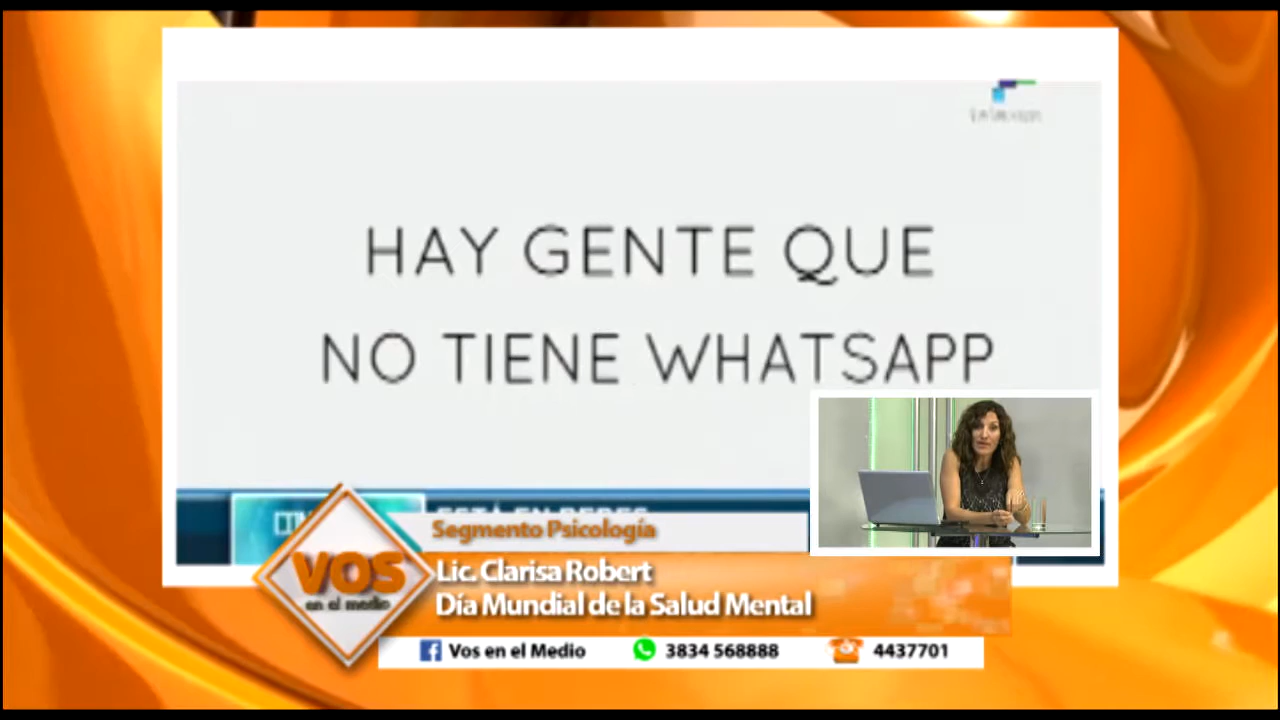 HAY GENTE QUE
NO TIENE WHATSAPP
Segmento Psicología
Lic. Clarisa Robert
Día Mundial de la Salud Mental
VOS
en el medio
Vos en el Medio
3834 568888
4437701